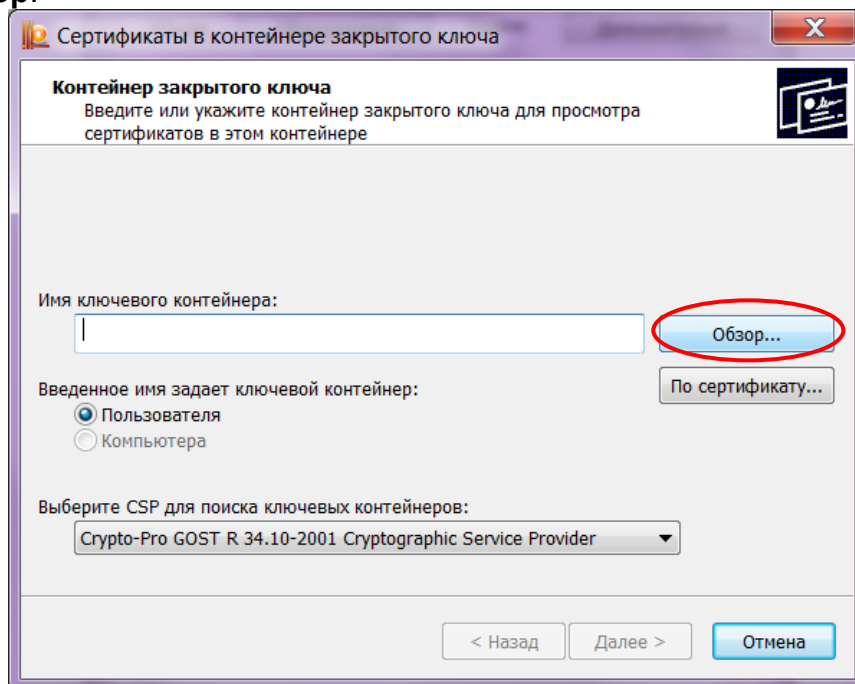 Сертификаты в контейнере закрытого ключа
Контейнер закрытого ключа
Введите или укажите контейнер закрытого ключа для просмотра
сертификатов в этом контейнере
Имя ключевого контейнера:
Обзор...
Введенное имя задает ключевой контейнер:
По сертификату...
Пользователя
Компьютера
Выберите CSP для поиска ключевых контейнеров:
Crypto-Pro GOST R 34.10-2001 Cryptographic Service Provider
< Назад Далее > Отмена